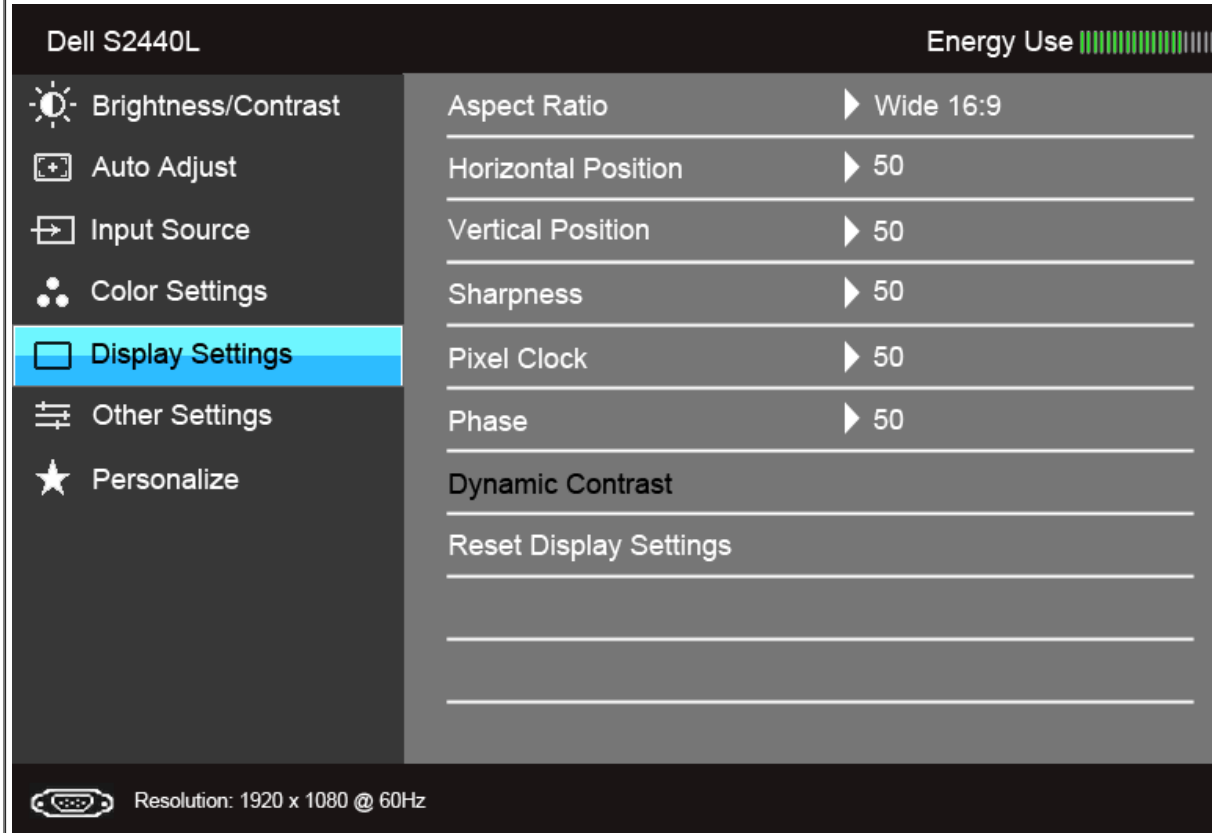 Dell S2440L
Energy Use
Brightness/Contrast
Auto Adjust
Input Source
Color Settings
Display Settings
Other Settings
Personalize
Aspect Ratio Wide 16:9
Horizontal Position 50
Vertical Position 50
Sharpness 50
Pixel Clock 50
Phase 50
Dynamic Contrast
Reset Display Settings
Resolution: 1920 x 1080 @ 60Hz